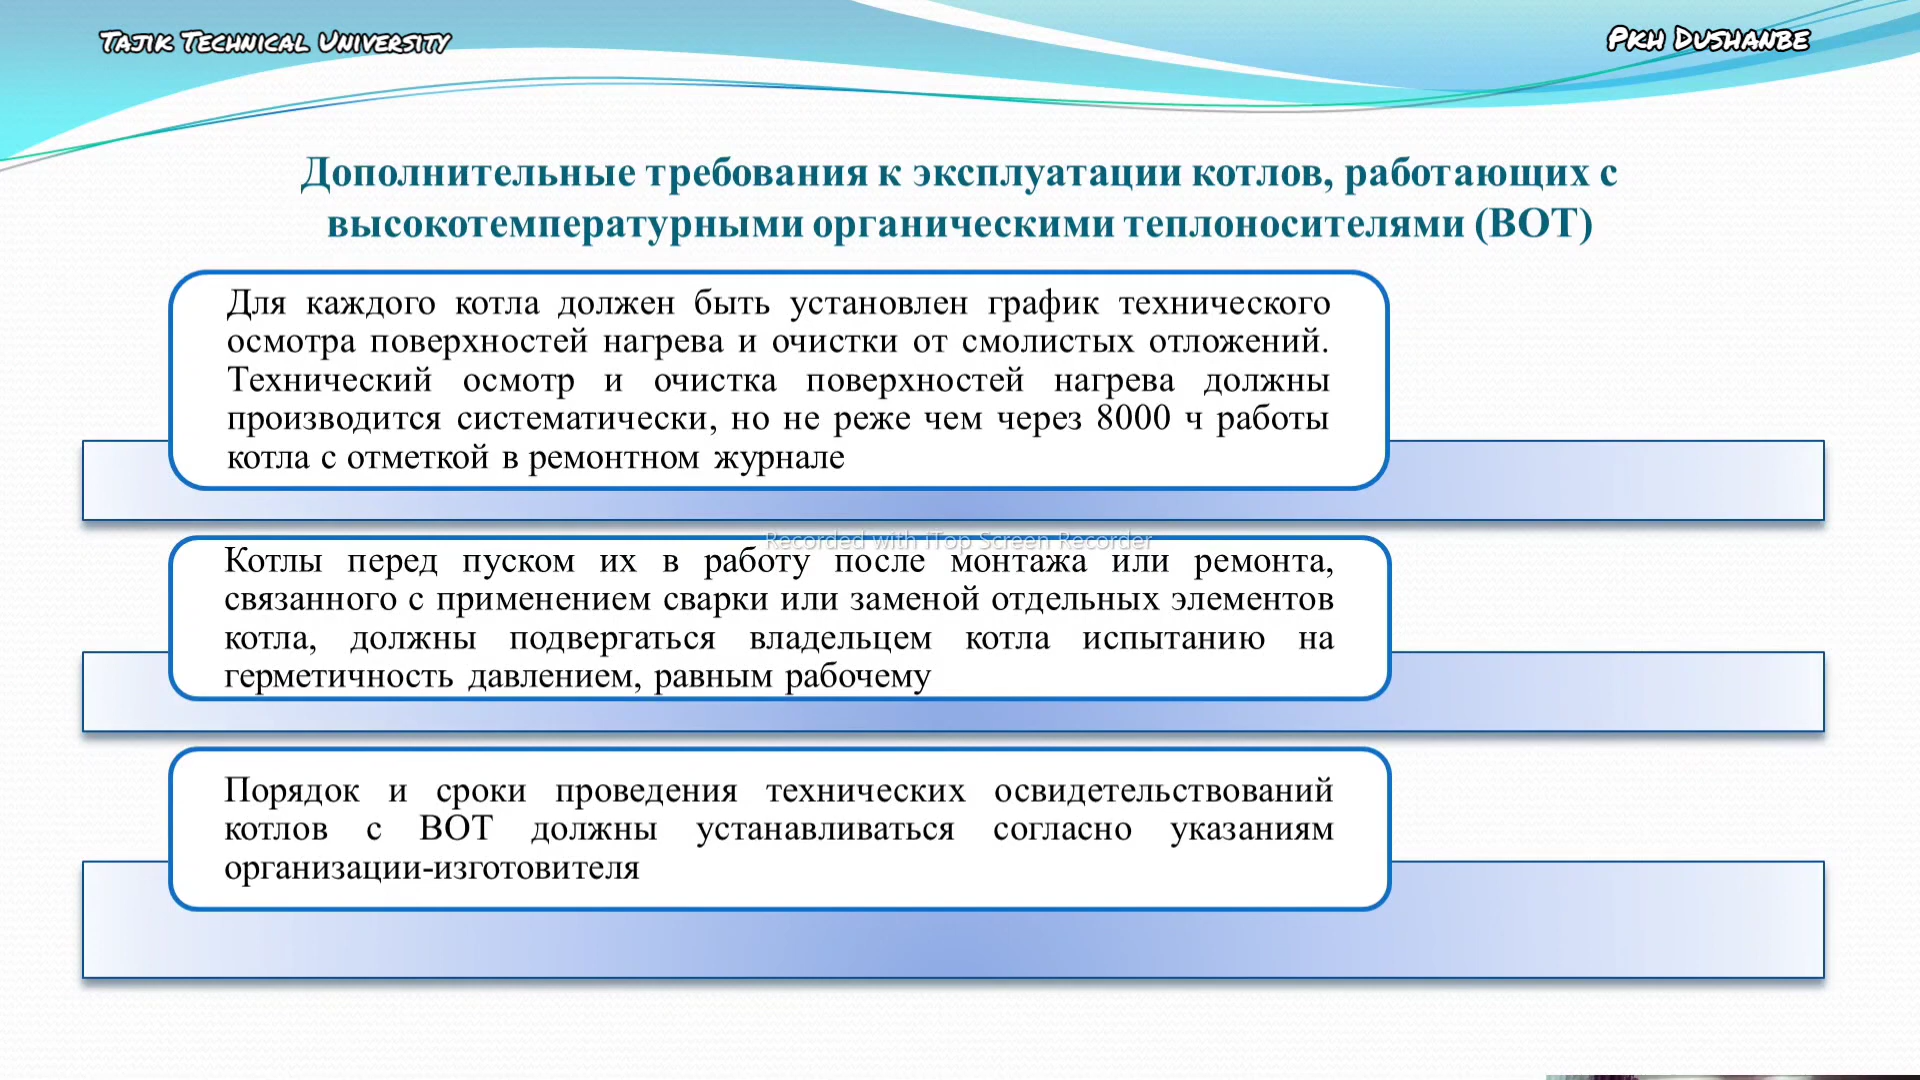 Tajik Technical University
Pkh Dushanbe
Дополнительные требования к эксплуатации котлов, работающих с
высокотемпературными органическими теплоносителями (ВОТ)
Для каждого котла должен быть установлен график технического
осмотра поверхностей нагрева и очистки от смолистых отложений.
Технический осмотр и очистка поверхностей нагрева должны
производится систематически, но не реже чем через 8000 ч работы
котла с отметкой в ремонтном журнале
Recorded with iTop Screen Recorder
Котлы перед пуском их в работу после монтажа или ремонта,
связанного с применением сварки или заменой отдельных элементов
котла, должны подвергаться владельцем котла испытанию на
герметичность давлением, равным рабочему
Порядок и сроки проведения технических освидетельствований
котлов с ВОТ должны устанавливаться согласно указаниям
организации-изготовителя